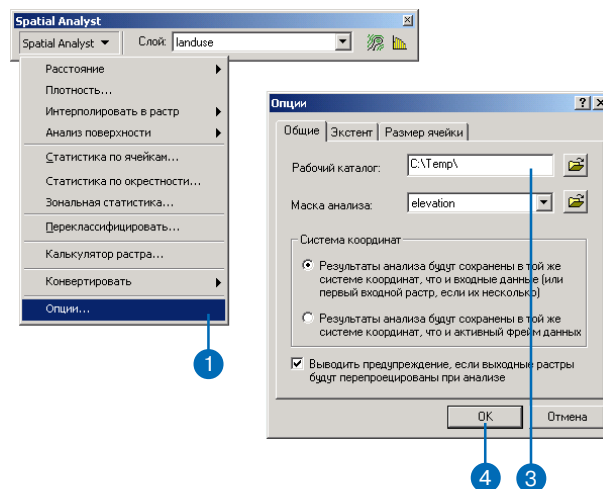 Spatial Analyst
Spatial Analyst Слой: landuse
Расстояние
Плотность...
Интерполировать в растр
Анализ поверхности
Статистика по ячейкам...
Статистика по окрестности...
Зональная статистика...
Переклассифицировать...
Калькулятор растра...
Конвертировать
Опции...
1
Опции
Общие Экстент Размер ячейки
Рабочий каталог: C:\Temp\
Маска анализа: elevation
Система координат
Результаты анализа будут сохранены в той же
системе координат, что и входные данные (или
первый входной растр, если их несколько)
Результаты анализа будут сохранены в той же
системе координат, что и активный фрейм данных
Выводить предупреждение, если выходные растры
будут перепроецированы при анализе
OK Отмена
4 3